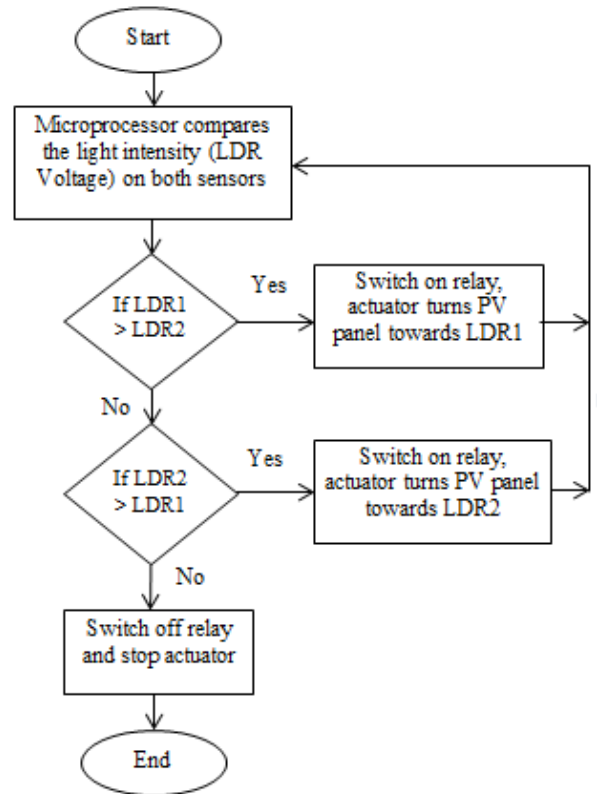 Start
Microprocessor compares
the light intensity (LDR
Voltage) on both sensors
If LDR1
> LDR2
Yes
Switch on relay,
actuator turns PV
panel towards LDR1
No
If LDR2
> LDR1
Yes
Switch on relay,
actuator turns PV panel
towards LDR2
No
Switch off relay
and stop actuator
End